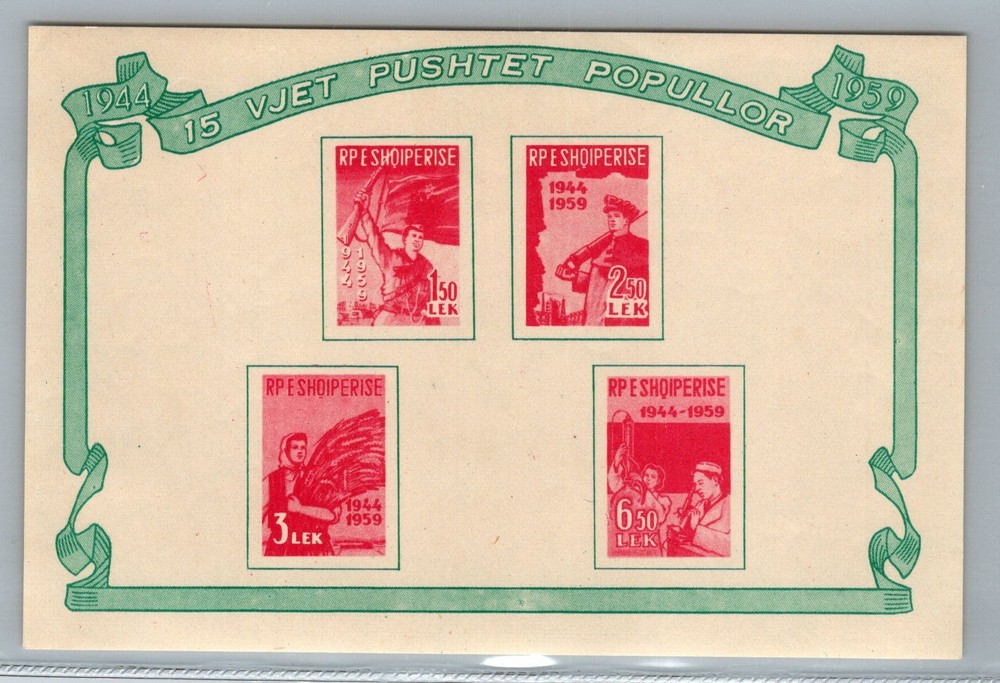 1944
15 VJET PUSHTET POPULLOR
1959
RP E SHQIPERISE
1944
1959
1.50
LEK
RP E SHQIPERISE
1944
1959
2.50
LEK
RP E SHQIPERISE
1944
1959
3 LEK
RP E SHQIPERISE
1944-1959
6.50
LEK